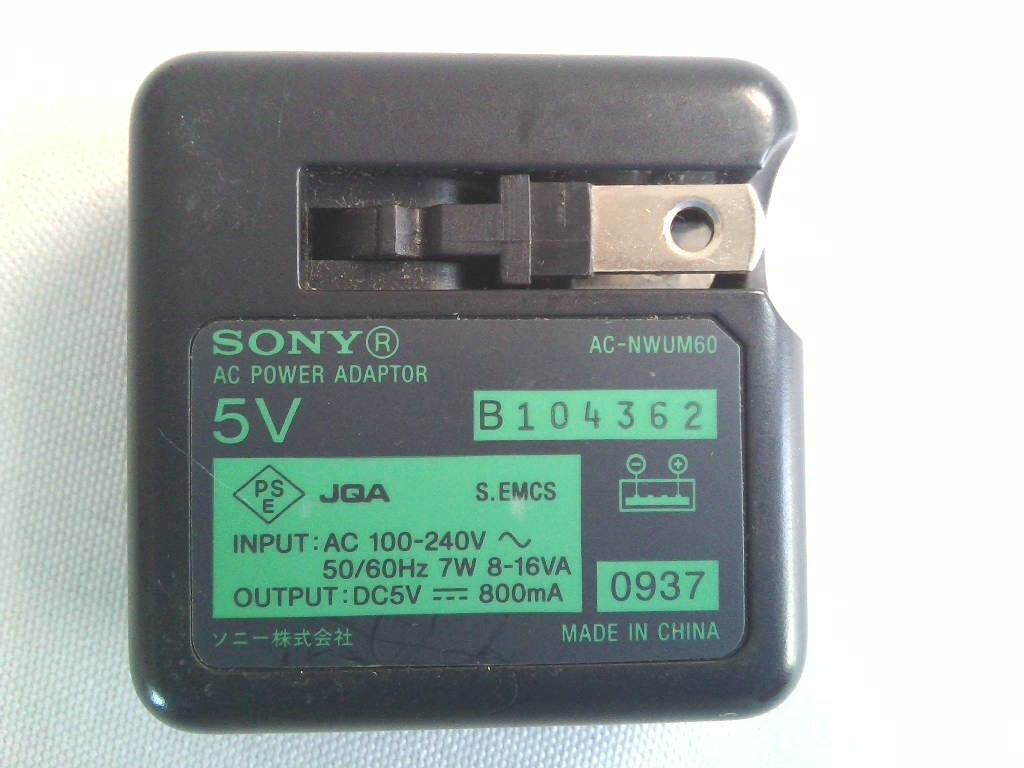 SONY®
AC-NWUM60
AC POWER ADAPTOR
5V
B104362
PSE JQA S.EMCS
INPUT:AC 100-240V ～
50/60Hz 7W 8-16VA
OUTPUT:DC5V ⎓ 800mA
0937
ソニー株式会社
MADE IN CHINA